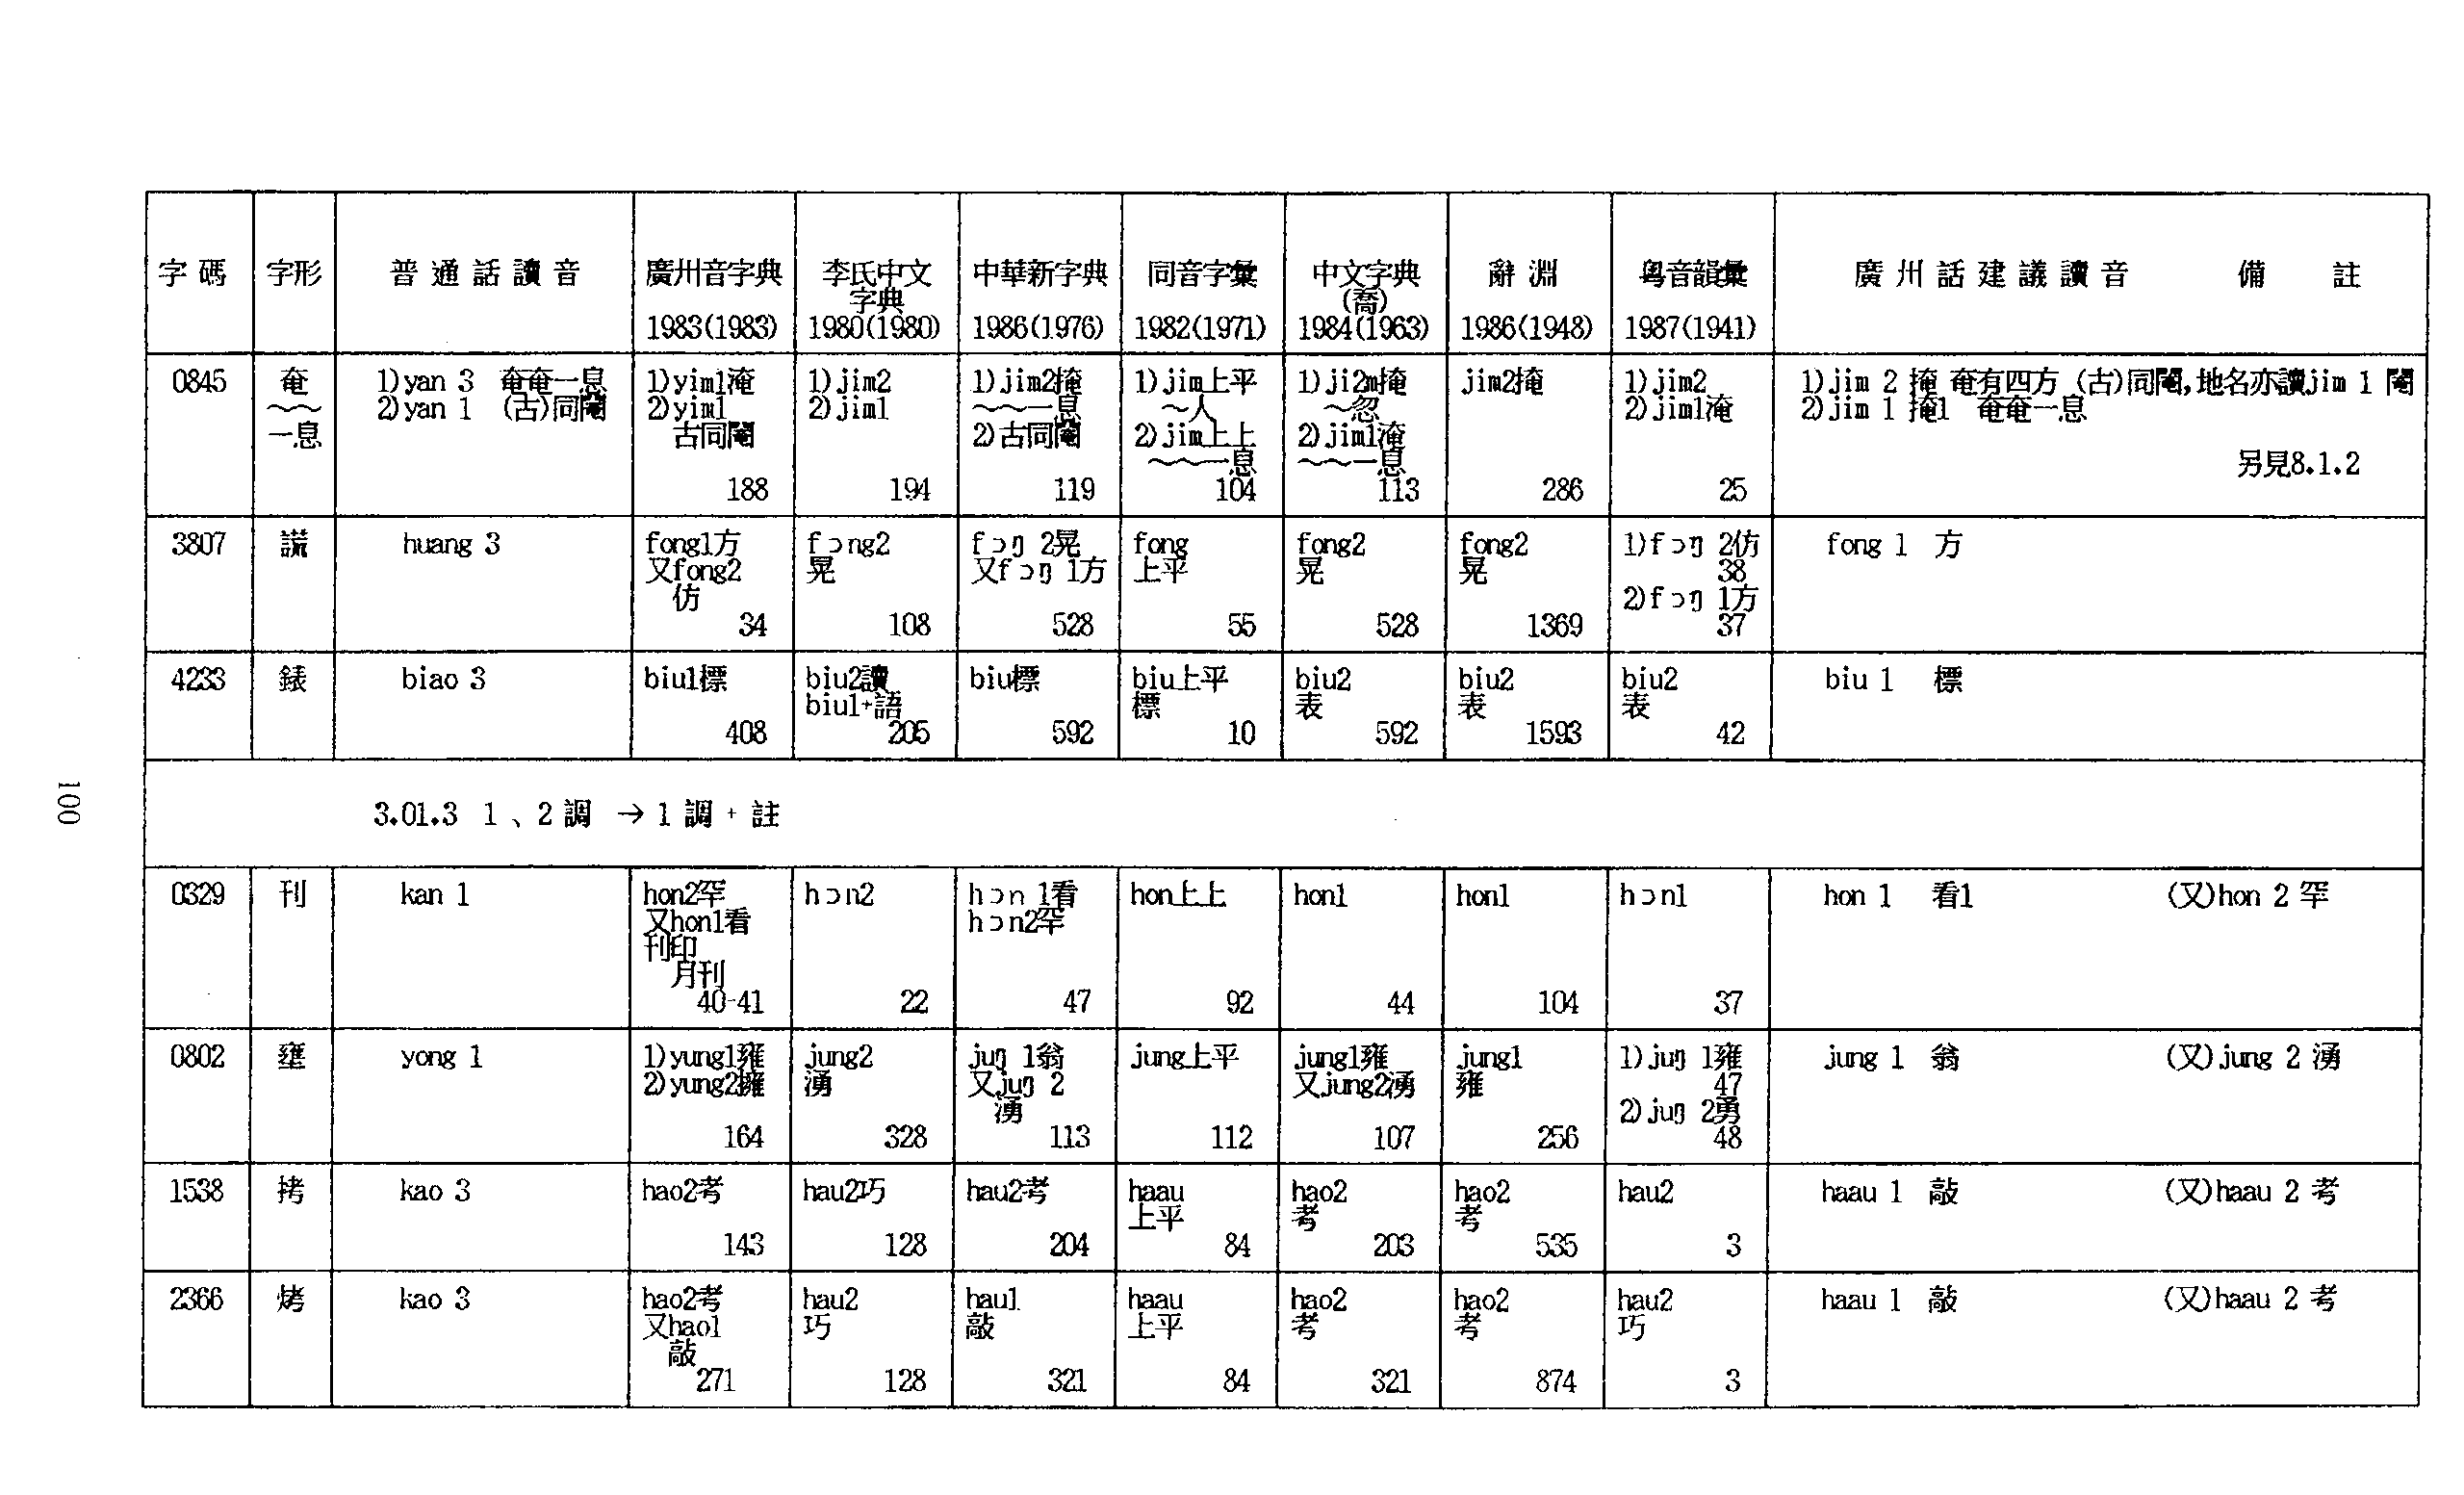 字碼 字形 普通話讀音 廣州音字典 1983(1983) 李氏中文字典 1980(1980) 中華新字典 1986(1976) 同音字彙 1982(1971) 中文字典(喬) 1984(1963) 辭淵 1986(1948) 粵音韻彙 1987(1941) 廣州話建議讀音 備註
0845 奄～～一息 1)yan 3 奄奄一息 2)yan 1 (古)同閹 1)yim1淹 2)yim1 古同閹 188 1)jim2 2)jim1 194 1)jim2掩 ～～一息 2)古同閹 119 1)jim上平 ～人 2)jim上上 ～～一息 104 1)ji2m掩 ～忽 2)jim1淹 ～～一息 113 jim2掩 286 1)jim2 2)jim1淹 25 1)jim 2 掩 奄有四方 (古)同閹,地名亦讀jim 1 閹 2)jim 1 掩1 奄奄一息 另見8.1.2
3807 謊 huang 3 fong1方 又fong2仿 34 fɔng2 晃 108 fɔŋ 2晃 又fɔŋ 1方 528 fong 上平 55 fong2 晃 528 fong2 晃 1369 1)fɔŋ 2仿 38 2)fɔŋ 1方 37 fong 1 方
4233 錶 biao 3 biu1標 408 biu2讀 biu1+語 205 biu標 592 biu上平 標 10 biu2 表 592 biu2 表 1593 biu2 表 42 biu 1 標
3.01.3 1、2調 →1調+註
0329 刊 kan 1 hon2罕 又hon1看 刊印 月刊 40-41 hɔn2 22 hɔn 1看 hɔn2罕 47 hon上上 92 hon1 44 hon1 104 hɔn1 37 hon 1 看1 (又)hon 2 罕
0802 壅 yong 1 1)yung1雍 2)yung2擁 164 jung2 湧 328 juŋ 1翁 又juŋ 2 湧 113 jung上平 112 jung1雍 又jung2湧 107 jung1 雍 256 1)juŋ 1雍 47 2)juŋ 2勇 48 jung 1 翁 (又)jung 2 湧
1538 拷 kao 3 hao2考 143 hau2巧 128 hau2考 204 haau 上平 84 hao2 考 203 hao2 考 535 hau2 3 haau 1 敲 (又)haau 2 考
2366 烤 kao 3 hao2考 又hao1 敲 271 hau2 巧 128 hau1 敲 321 haau 上平 84 hao2 考 321 hao2 考 874 hau2 巧 3 haau 1 敲 (又)haau 2 考
100